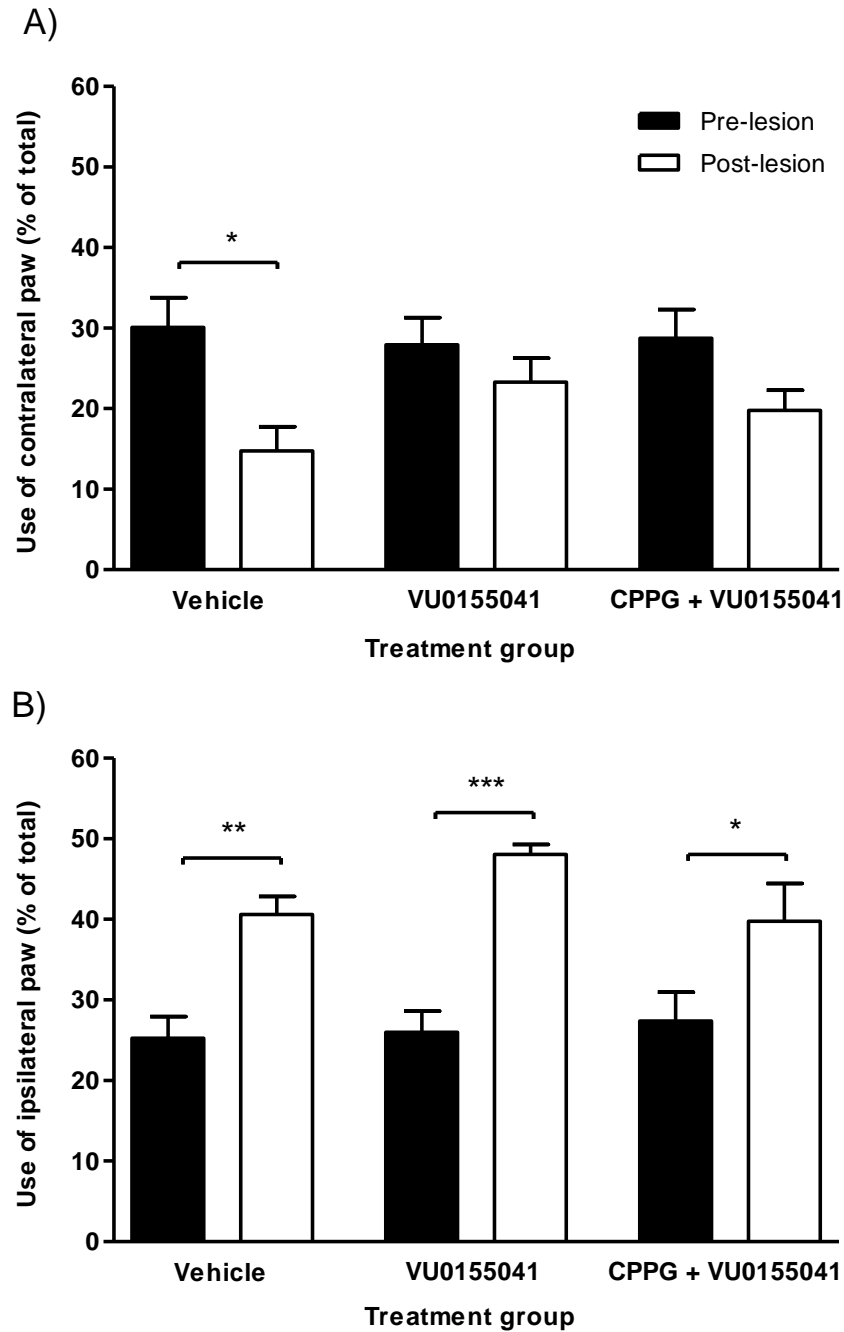 A)
Use of contralateral paw (% of total)
60
50
40
30
20
10
0
Pre-lesion
Post-lesion
*
Vehicle VU0155041 CPPG + VU0155041
Treatment group
B)
Use of ipsilateral paw (% of total)
60
50
40
30
20
10
0
** *** *
Vehicle VU0155041 CPPG + VU0155041
Treatment group